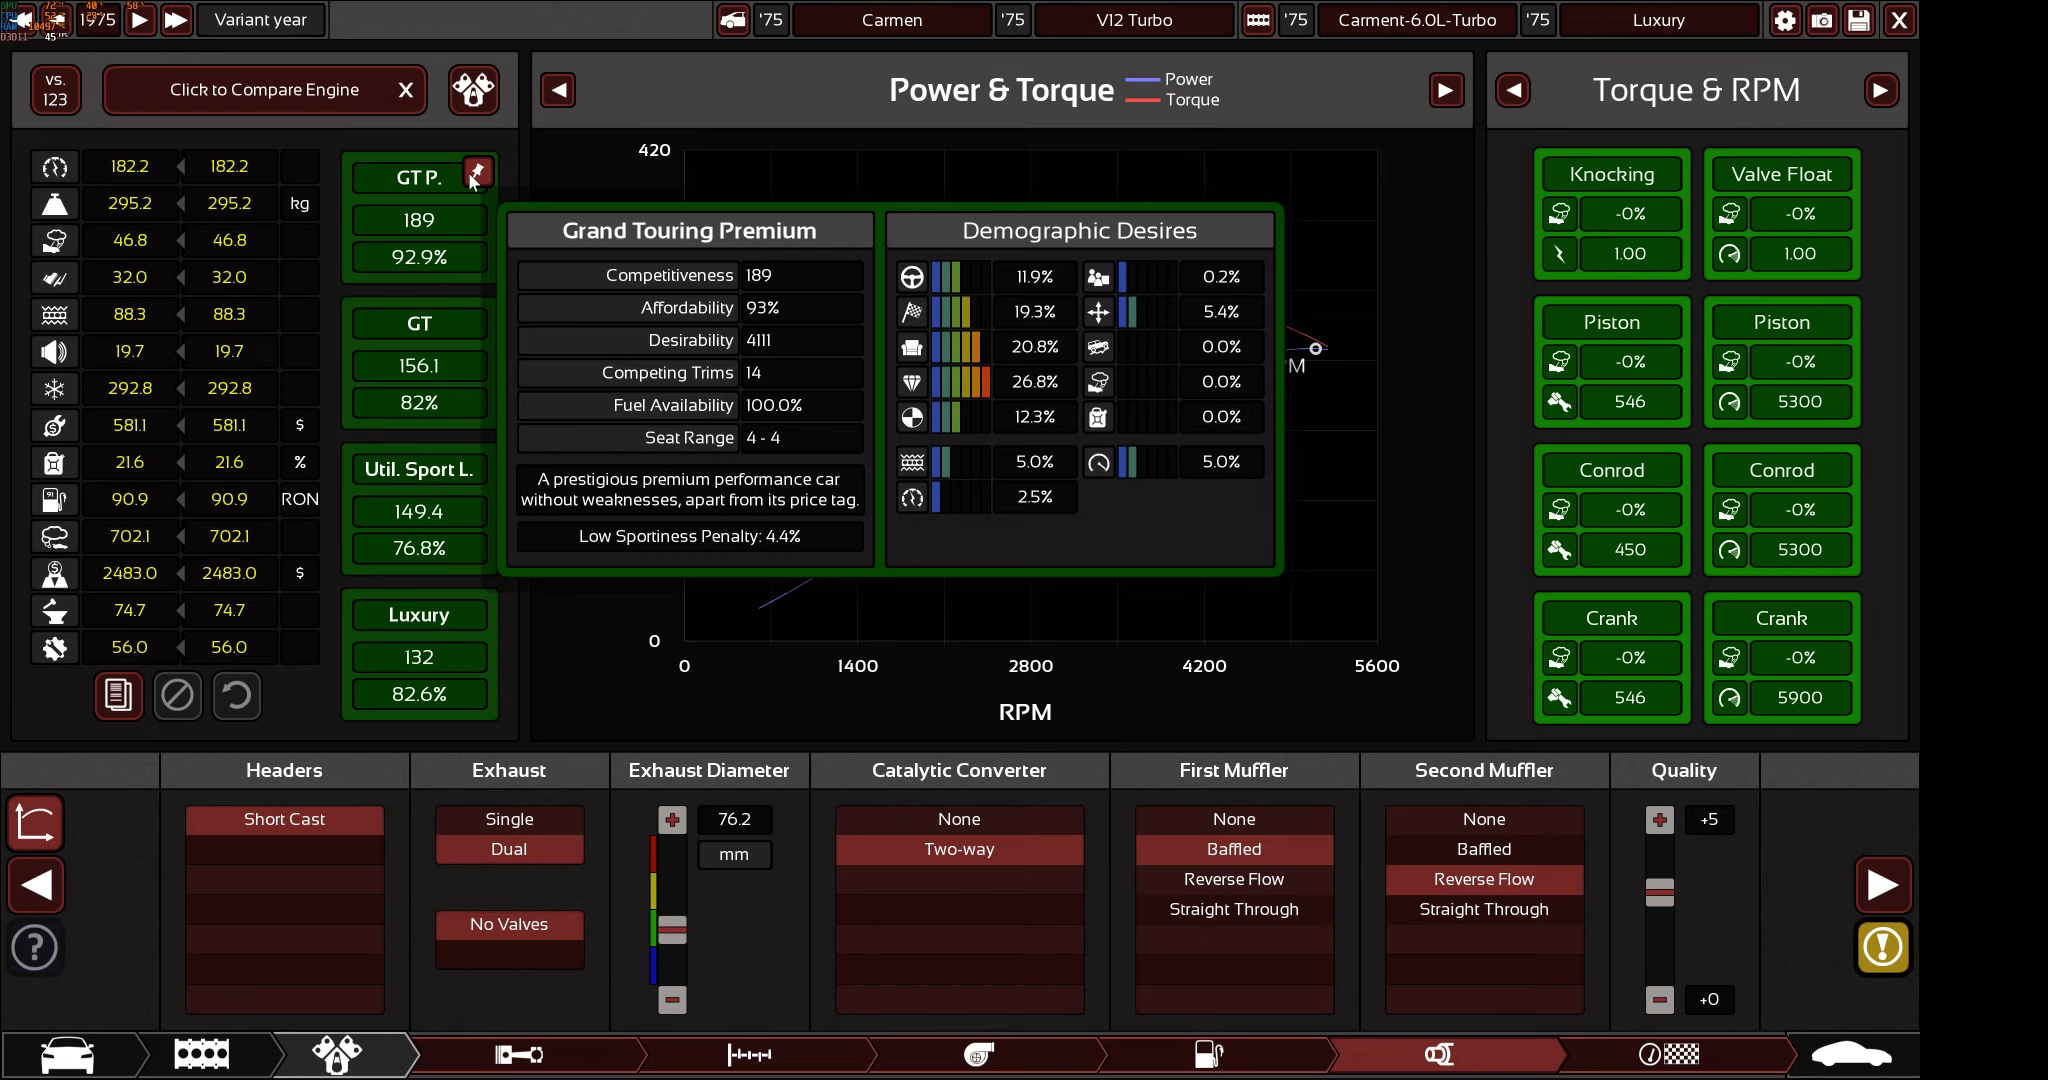 1975
Variant year
'75
Carmen
'75
V12 Turbo
'75
Carment-6.0L-Turbo
'75
Luxury
X
vs.
123
Click to Compare Engine
X
Power & Torque
Power
Torque
Torque & RPM
182.2 182.2
295.2 295.2 kg
46.8 46.8
32.0 32.0
88.3 88.3
19.7 19.7
292.8 292.8
581.1 581.1 $
21.6 21.6 %
90.9 90.9 RON
702.1 702.1
2483.0 2483.0 $
74.7 74.7
56.0 56.0
GT P.
189
92.9%
GT
156.1
82%
Util. Sport L.
149.4
76.8%
Luxury
132
82.6%
420
0
0 1400 2800 4200 5600
RPM
PM
Grand Touring Premium
Competitiveness 189
Affordability 93%
Desirability 4111
Competing Trims 14
Fuel Availability 100.0%
Seat Range 4 - 4
A prestigious premium performance car
without weaknesses, apart from its price tag.
Low Sportiness Penalty: 4.4%
Demographic Desires
11.9% 0.2%
19.3% 5.4%
20.8% 0.0%
26.8% 0.0%
12.3% 0.0%
5.0% 5.0%
2.5%
Knocking
-0%
1.00
Valve Float
-0%
1.00
Piston
-0%
546
Piston
-0%
5300
Conrod
-0%
450
Conrod
-0%
5300
Crank
-0%
546
Crank
-0%
5900
Headers
Short Cast
Exhaust
Single
Dual
No Valves
Exhaust Diameter
76.2
mm
Catalytic Converter
None
Two-way
First Muffler
None
Baffled
Reverse Flow
Straight Through
Second Muffler
None
Baffled
Reverse Flow
Straight Through
Quality
+5
+0